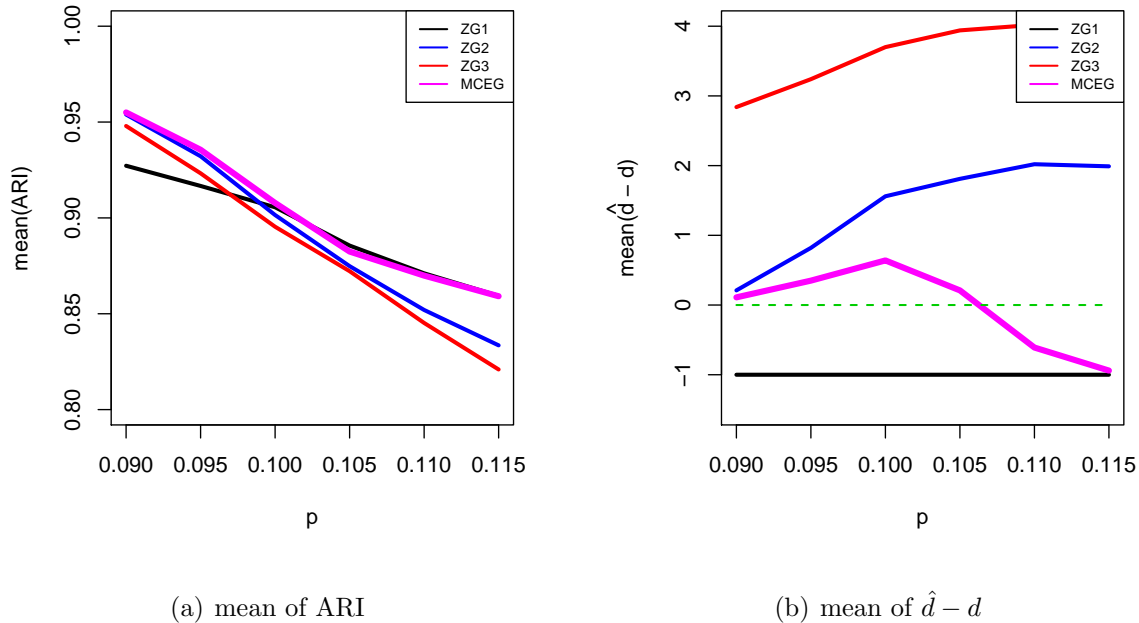 mean(ARI)
1.00
0.95
0.90
0.85
0.80
0.090 0.095 0.100 0.105 0.110 0.115
p
ZG1
ZG2
ZG3
MCEG
(a) mean of ARI
mean(d̂ − d)
4
3
2
1
0
−1
0.090 0.095 0.100 0.105 0.110 0.115
p
ZG1
ZG2
ZG3
MCEG
(b) mean of d̂ − d